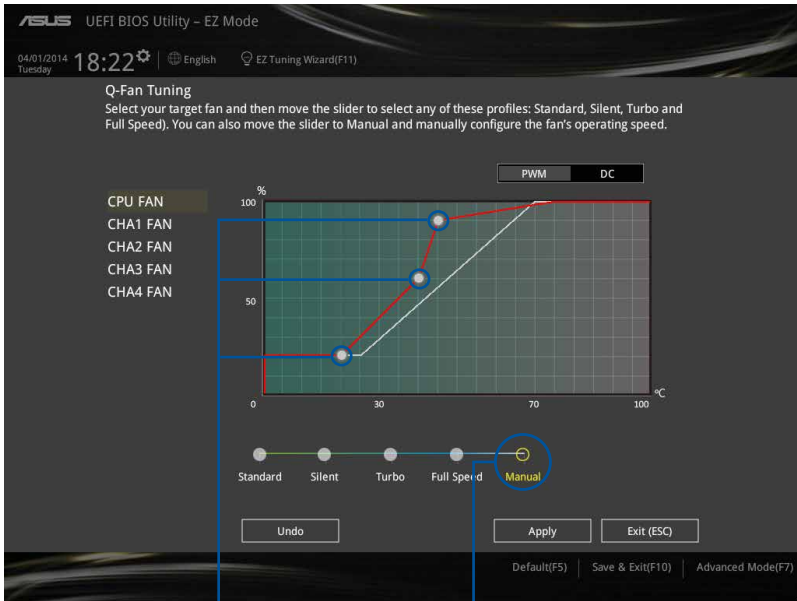 ASUS UEFI BIOS Utility – EZ Mode
04/01/2014
Tuesday
18:22
English
EZ Tuning Wizard(F11)
Q-Fan Tuning
Select your target fan and then move the slider to select any of these profiles: Standard, Silent, Turbo and
Full Speed). You can also move the slider to Manual and manually configure the fan's operating speed.
PWM DC
CPU FAN
CHA1 FAN
CHA2 FAN
CHA3 FAN
CHA4 FAN
%
100
50
0 30 70 100
ºC
Standard Silent Turbo Full Speed Manual
Undo Apply Exit (ESC)
Default(F5) Save & Exit(F10) Advanced Mode(F7)